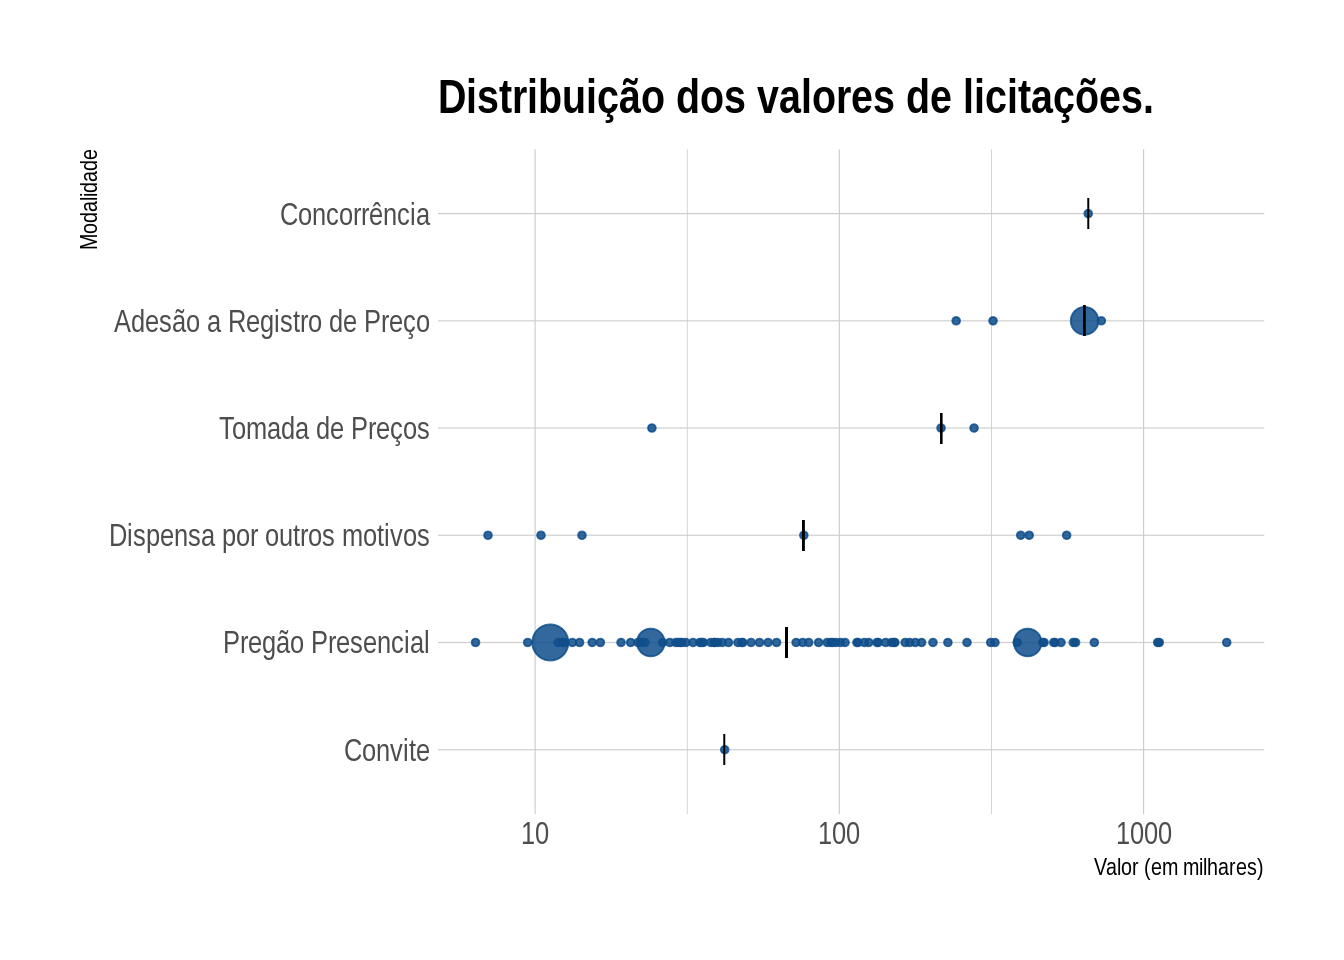 Distribuição dos valores de licitações.
Modalidade
Concorrência
Adesão a Registro de Preço
Tomada de Preços
Dispensa por outros motivos
Pregão Presencial
Convite
10 100 1000
Valor (em milhares)